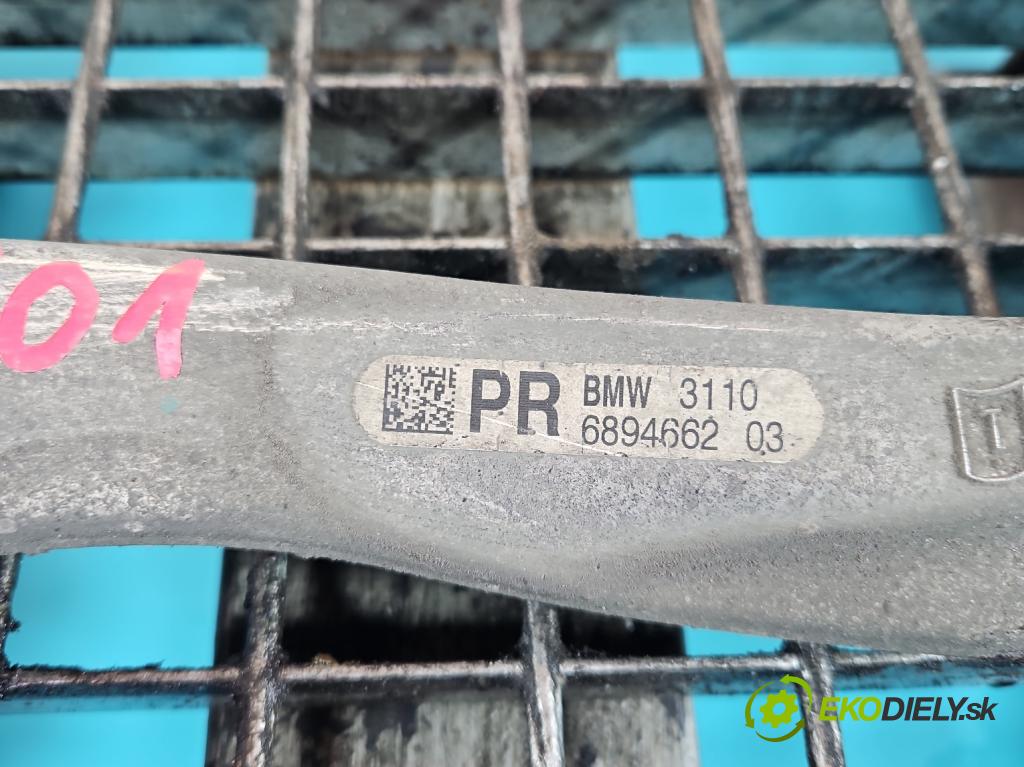 01
PR
BMW 3110
6894662 03
T
EKODIELY.sk